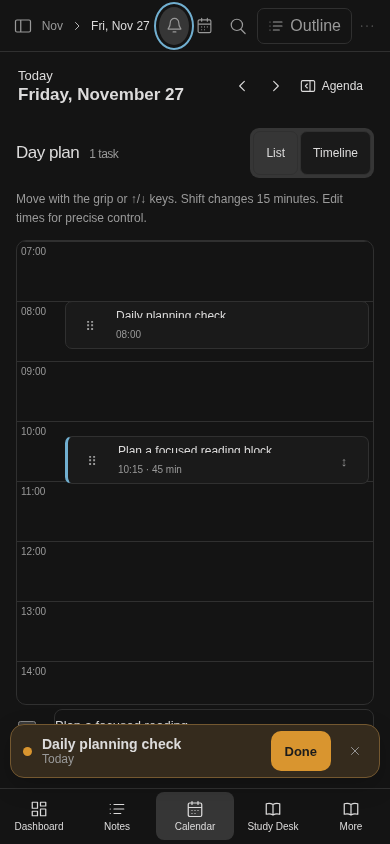 Nov
Fri, Nov 27
Outline
Today
Friday, November 27
Agenda
Day plan
1 task
List
Timeline
Move with the grip or ↑/↓ keys. Shift changes 15 minutes. Edit
times for precise control.
07:00
08:00
Daily planning check
08:00
09:00
10:00
Plan a focused reading block
10:15 · 45 min
11:00
12:00
13:00
14:00
Plan a focused reading
Daily planning check
Today
Done
Dashboard
Notes
Calendar
Study Desk
More